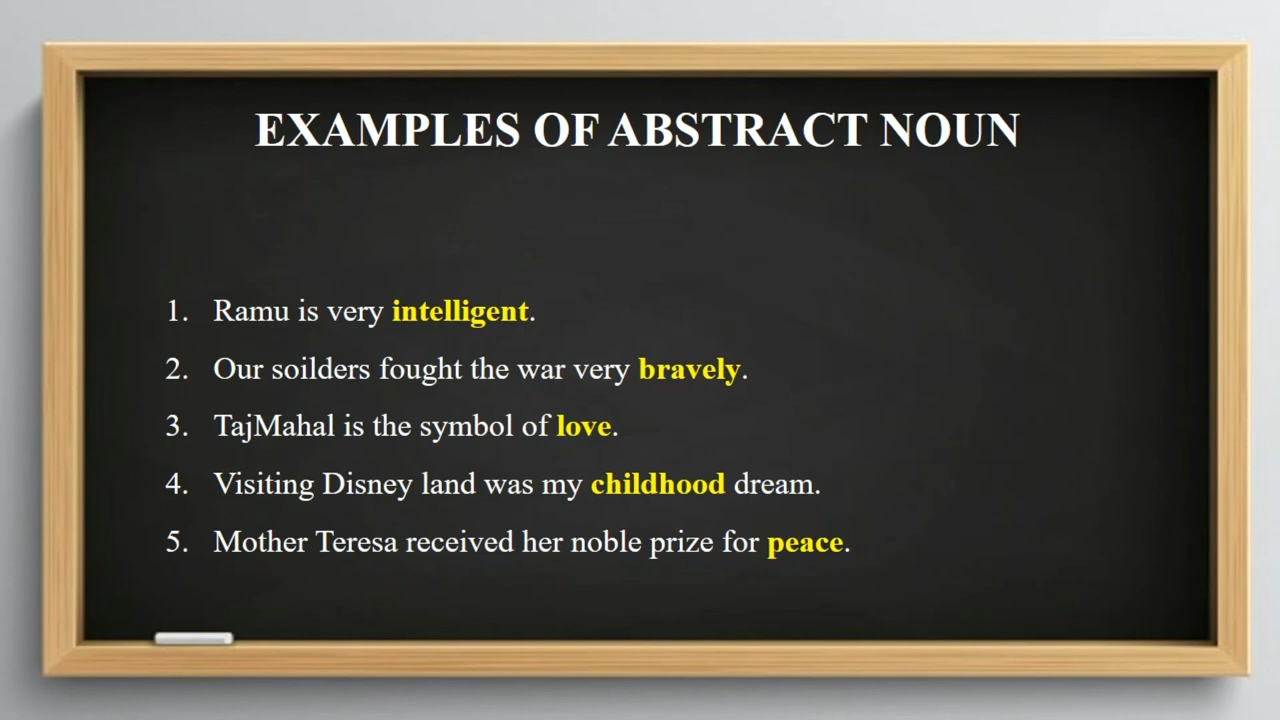 EXAMPLES OF ABSTRACT NOUN
1. Ramu is very intelligent.
2. Our soilders fought the war very bravely.
3. TajMahal is the symbol of love.
4. Visiting Disney land was my childhood dream.
5. Mother Teresa received her noble prize for peace.